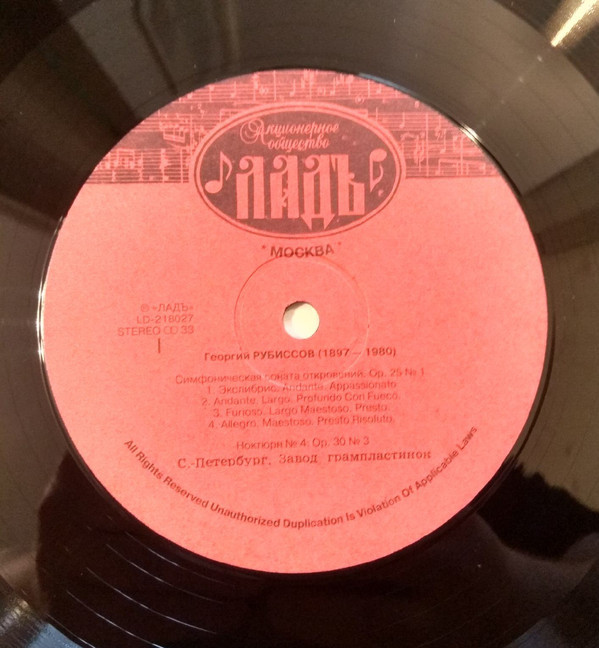 Акционерное
общество
ЛАДЪ
"МОСКВА"
℗ «ЛАДЪ»
LD-218027
STEREO 33
I
Георгий РУБИССОВ (1897 – 1980)
Симфоническая соната откровений, Op. 25 № 1
1. Экслибрис. Andante, Appassionato
2. Andante, Largo, Profundo Con Fueco.
3. Furioso, Largo Maestoso, Presto.
4. Allegro, Maestoso, Presto Risoluto.
Ноктюрн № 4, Op. 30 № 3
С.-Петербург, Завод грампластинок
All Rights Reserved Unauthorized Duplication Is Violation Of Applicable Laws